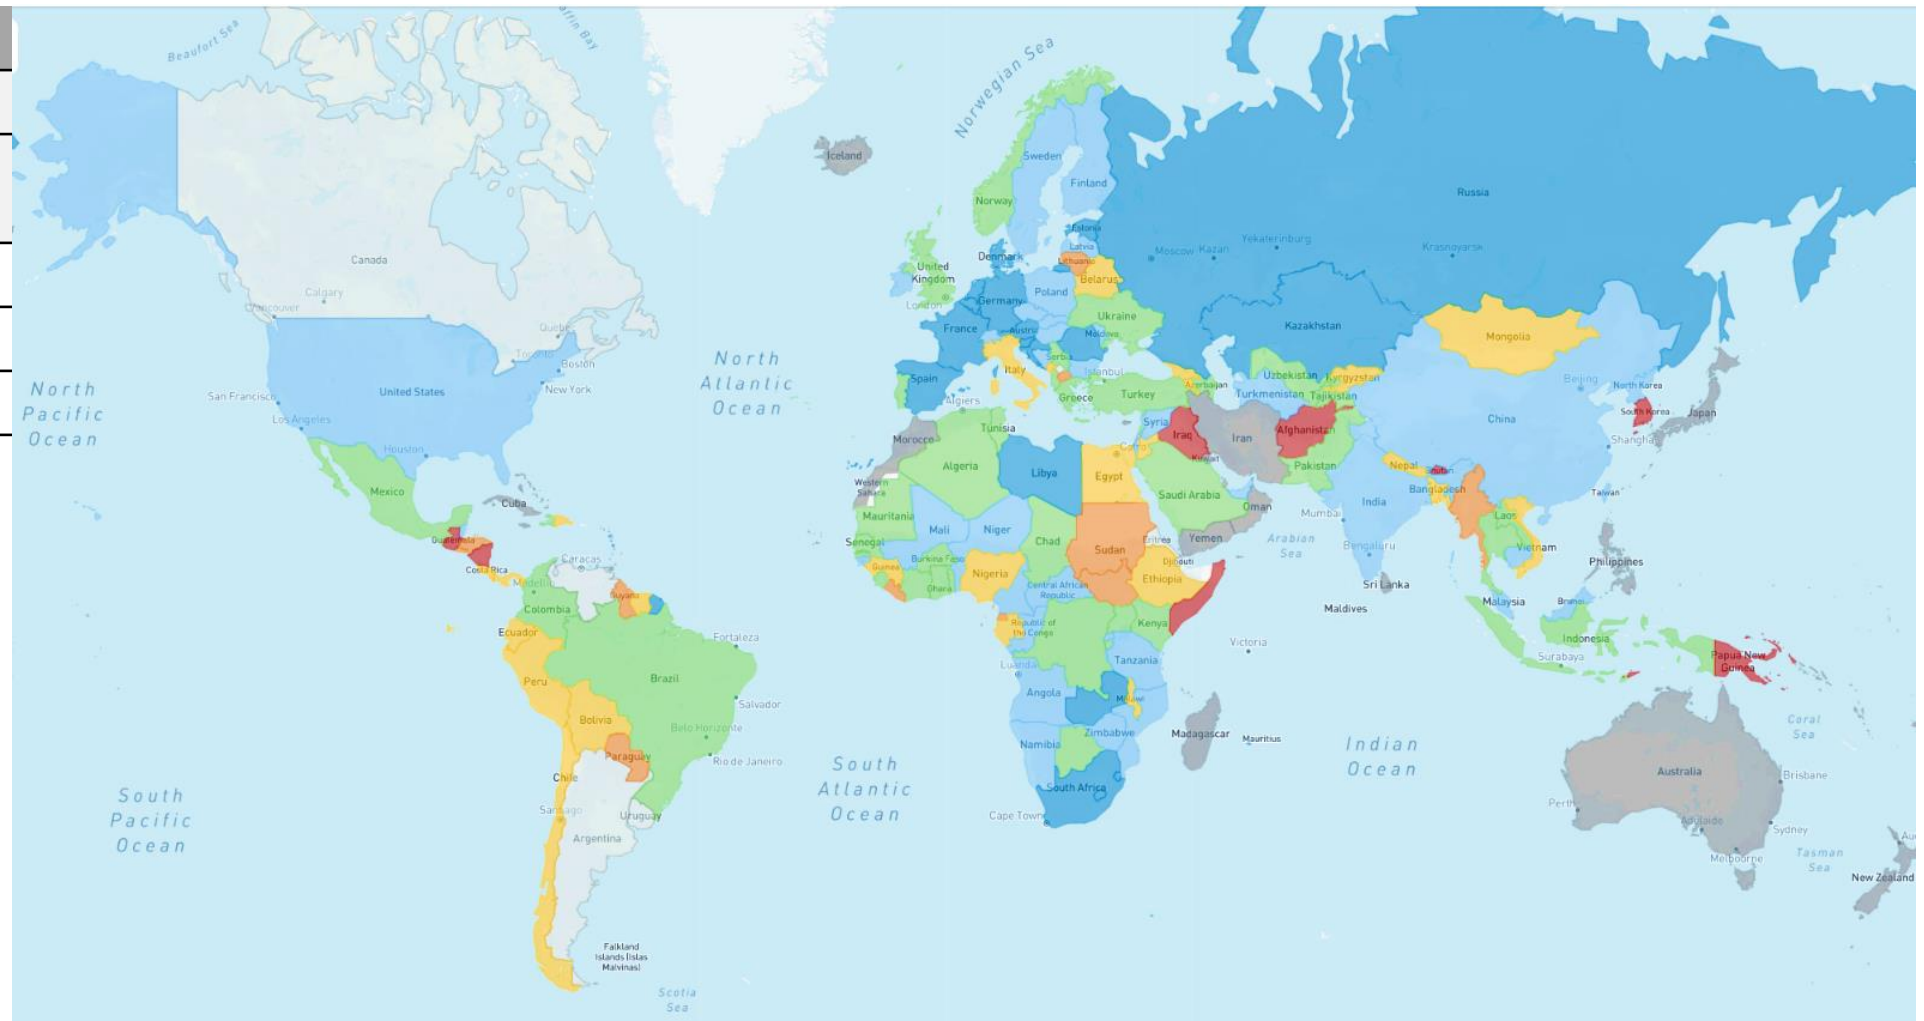 Beaufort Sea
affin Bay
Norwegian Sea
Iceland
Sweden
Finland
Norway
Russia
Estonia
Latvia
Lithuania
Denmark
Moscow
Kazan
Yekaterinburg
Krasnoyarsk
Canada
Calgary
Vancouver
United
Kingdom
London
Belarus
Poland
Germany
Ukraine
Quebec
Toronto
France
Austria
Moldova
Kazakhstan
Mongolia
Boston
North
Pacific
Ocean
North
Atlantic
Ocean
United States
New York
San Francisco
Los Angeles
Houston
Spain
Italy
Serbia
Istanbul
Greece
Turkey
Azerbaijan
Uzbekistan
Kyrgyzstan
Turkmenistan
Tajikistan
Beijing
North Korea
South Korea
Japan
China
Shanghai
Algiers
Tunisia
Morocco
Syria
Iraq
Iran
Afghanistan
Kuwait
Cairo
Algeria
Libya
Egypt
Pakistan
Nepal
Bhutan
Bangladesh
Taiwan
Mexico
Cuba
Western
Sahara
Saudi Arabia
India
Mumbai
Oman
Mauritania
Mali
Niger
Chad
Sudan
Eritrea
Yemen
Arabian
Sea
Bengaluru
Laos
Vietnam
Philippines
Guatemala
Senegal
Burkina Faso
Djibouti
Costa Rica
Caracas
Medellín
Guinea
Ghana
Nigeria
Central African
Republic
Ethiopia
Sri Lanka
Maldives
Malaysia
Brunei
Guyana
Colombia
Ecuador
Fortaleza
Republic of
the Congo
Kenya
Victoria
Indonesia
Surabaya
Papua New
Guinea
Peru
Brazil
Luanda
Tanzania
Angola
Malawi
Salvador
Bolivia
Belo Horizonte
Zimbabwe
Madagascar
Mauritius
Namibia
Coral
Sea
Paraguay
Rio de Janeiro
Indian
Ocean
South
Atlantic
Ocean
South Africa
Cape Town
Australia
Brisbane
Perth
Adelaide
Sydney
Chile
Santiago
Uruguay
Argentina
South
Pacific
Ocean
Melbourne
Tasman
Sea
Au
New Zealand
Falkland
Islands (Islas
Malvinas)
Scotia
Sea